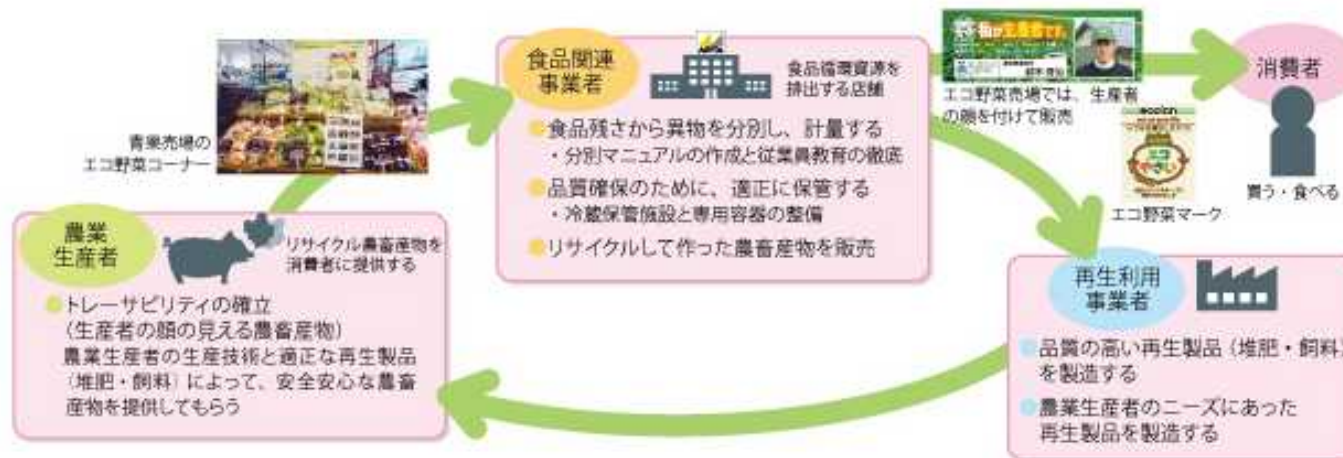 青果売場の
エコ野菜コーナー
食品関連
事業者
食品循環資源を
排出する店舗
●食品残さから異物を分別し、計量する
・分別マニュアルの作成と従業員教育の徹底
●品質確保のために、適正に保管する
・冷蔵保管施設と専用容器の整備
●リサイクルして作った農畜産物を販売
が生産者です。
エコ野菜売場では、生産者
の顔を付けて販売
エコ
やさい
エコ野菜マーク
消費者
買う・食べる
農業
生産者
リサイクル農畜産物を
消費者に提供する
●トレーサビリティの確立
(生産者の顔の見える農畜産物)
農業生産者の生産技術と適正な再生製品
(堆肥・飼料)によって、安全安心な農畜
産物を提供してもらう
再生利用
事業者
●品質の高い再生製品(堆肥・飼料)
を製造する
●農業生産者のニーズにあった
再生製品を製造する